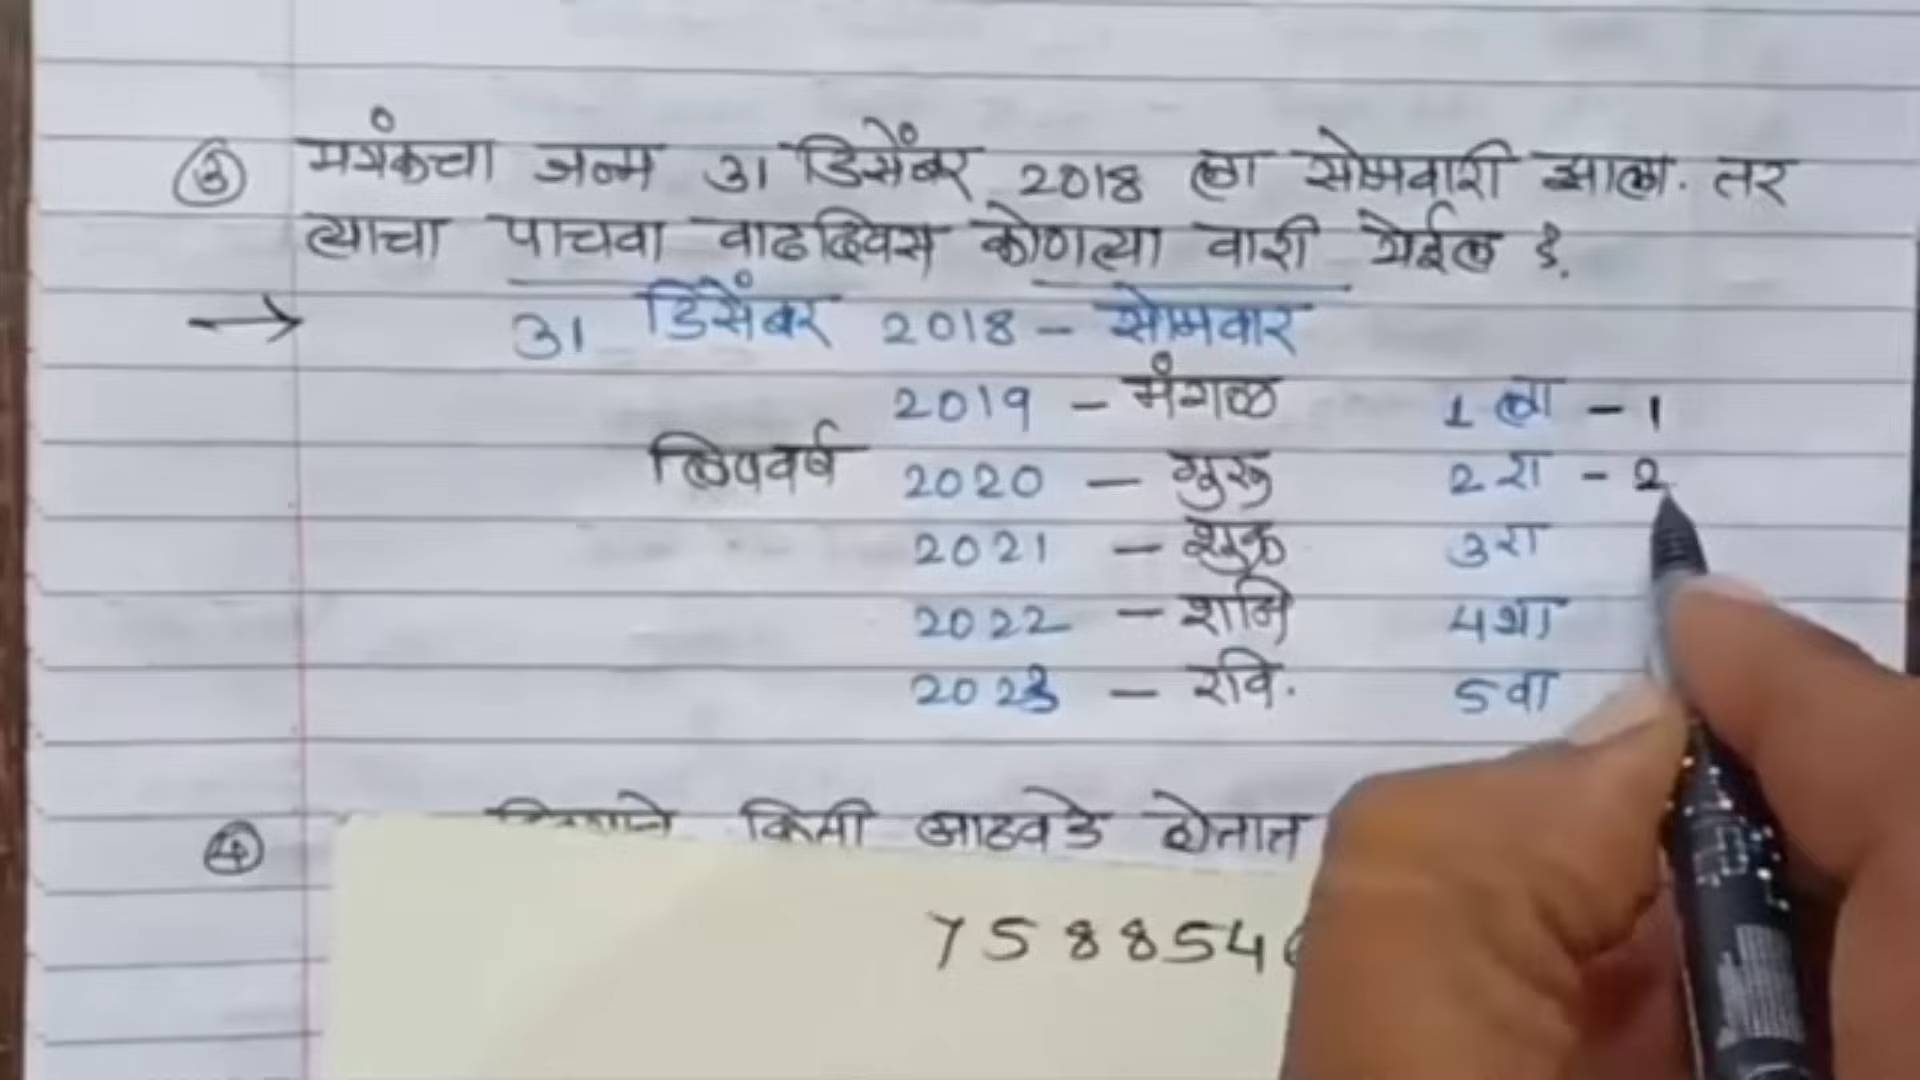 ③ मयंकचा जन्म 31 डिसेंबर 2018 ला सोमवारी झाला. तर
त्याचा पाचवा वाढदिवस कोणत्या वारी येईल ?.
→ 31 डिसेंबर 2018 – सोमवार
2019 – मंगळ 1 ला – 1
लिपवर्ष 2020 – गुरु 2 रा – 2
2021 – शुक्र 3 रा
2022 – शनि 4 था
2023 – रवि. 5 वा
④ किती आठवडे होतात
7588546